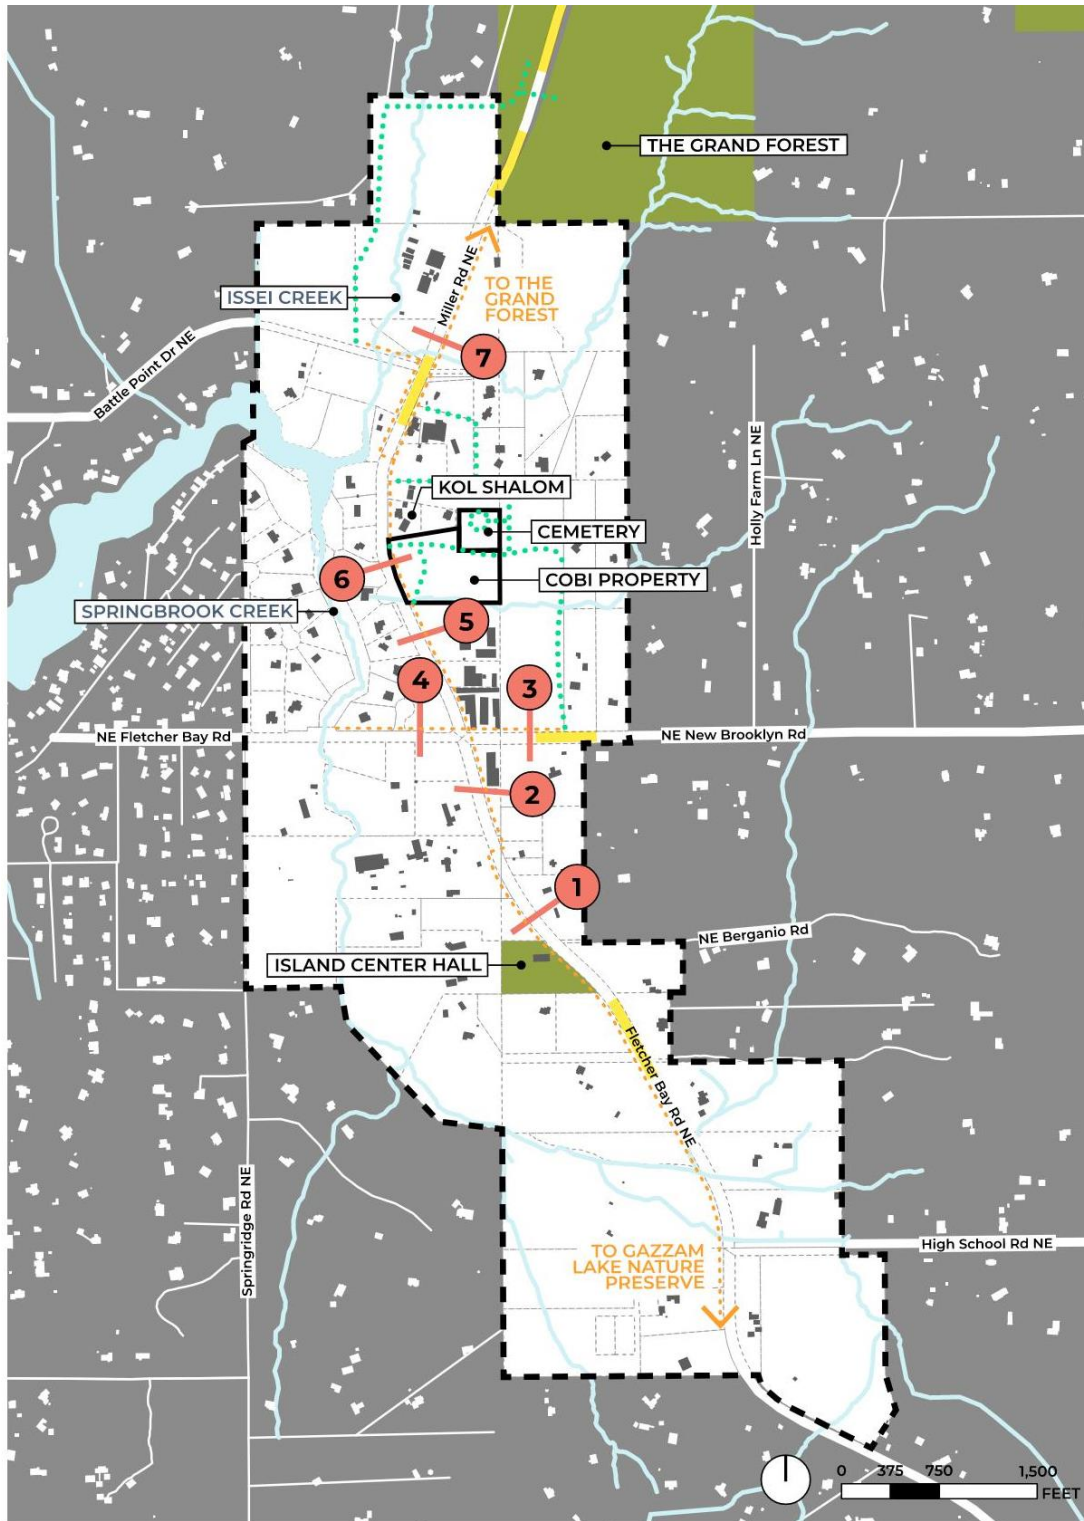 THE GRAND FOREST
Miller Rd NE
TO THE
GRAND
FOREST
ISSEI CREEK
7
Battle Point Dr NE
Holly Farm Ln NE
KOL SHALOM
CEMETERY
6
COBI PROPERTY
SPRINGBROOK CREEK
5
4
3
NE Fletcher Bay Rd
NE New Brooklyn Rd
2
1
NE Berganio Rd
ISLAND CENTER HALL
Fletcher Bay Rd NE
Springridge Rd NE
High School Rd NE
TO GAZZAM
LAKE NATURE
PRESERVE
0 375 750 1,500
FEET